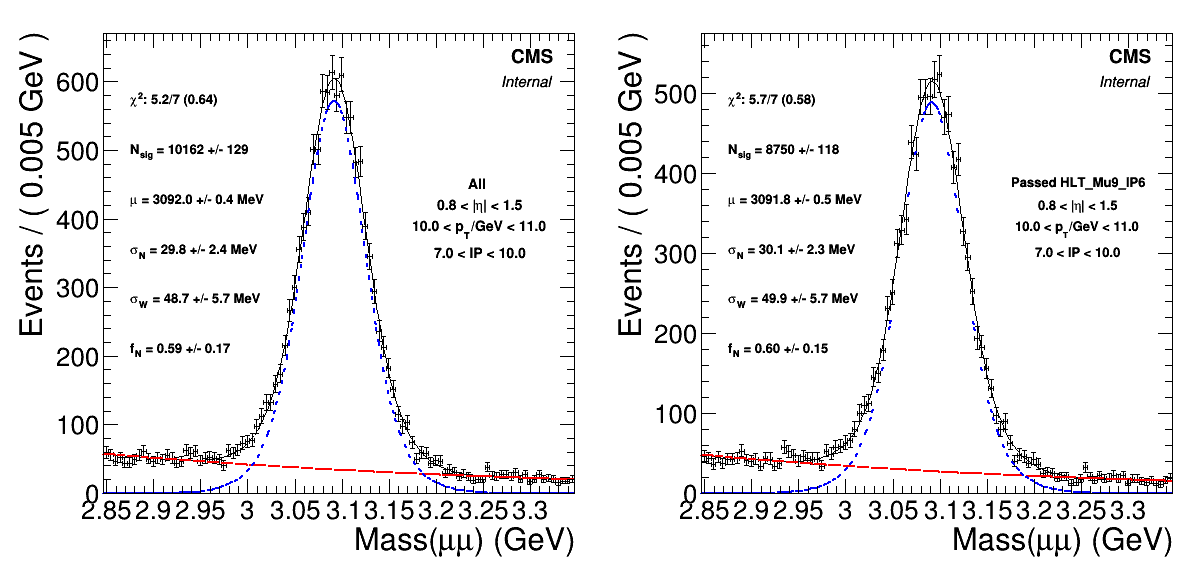 CMS
Internal
χ²: 5.2/7 (0.64)
N_sig = 10162 +/- 129
μ = 3092.0 +/- 0.4 MeV
σ_N = 29.8 +/- 2.4 MeV
σ_W = 48.7 +/- 5.7 MeV
f_N = 0.59 +/- 0.17
All
0.8 < |η| < 1.5
10.0 < p_T/GeV < 11.0
7.0 < IP < 10.0
Events / ( 0.005 GeV )
600
500
400
300
200
100
0
2.85 2.9 2.95 3 3.05 3.1 3.15 3.2 3.25 3.3
Mass(μμ) (GeV)
CMS
Internal
χ²: 5.7/7 (0.58)
N_sig = 8750 +/- 118
μ = 3091.8 +/- 0.5 MeV
σ_N = 30.1 +/- 2.3 MeV
σ_W = 49.9 +/- 5.7 MeV
f_N = 0.60 +/- 0.15
Passed HLT_Mu9_IP6
0.8 < |η| < 1.5
10.0 < p_T/GeV < 11.0
7.0 < IP < 10.0
Events / ( 0.005 GeV )
500
400
300
200
100
0
2.85 2.9 2.95 3 3.05 3.1 3.15 3.2 3.25 3.3
Mass(μμ) (GeV)